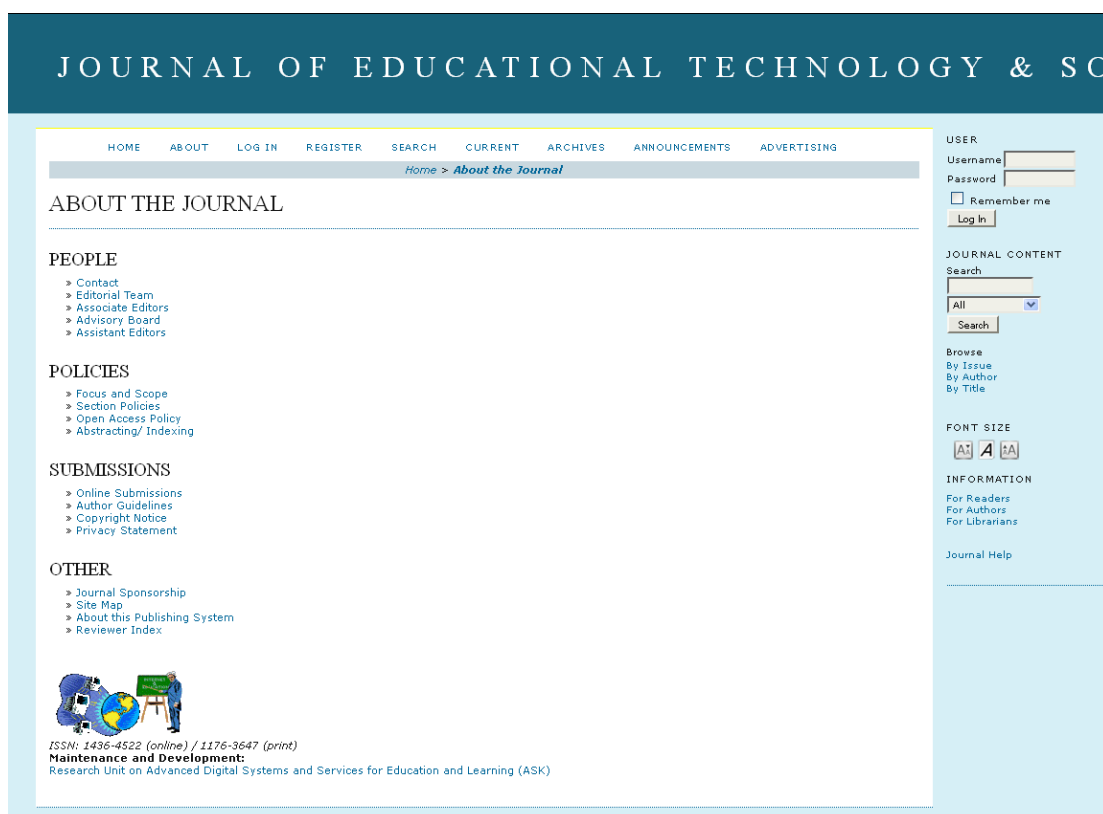 JOURNAL OF EDUCATIONAL TECHNOLOGY & SO
HOME ABOUT LOG IN REGISTER SEARCH CURRENT ARCHIVES ANNOUNCEMENTS ADVERTISING
Home > About the Journal
ABOUT THE JOURNAL
PEOPLE
» Contact
» Editorial Team
» Associate Editors
» Advisory Board
» Assistant Editors
POLICIES
» Focus and Scope
» Section Policies
» Open Access Policy
» Abstracting/ Indexing
SUBMISSIONS
» Online Submissions
» Author Guidelines
» Copyright Notice
» Privacy Statement
OTHER
» Journal Sponsorship
» Site Map
» About this Publishing System
» Reviewer Index
ISSN: 1436-4522 (online) / 1176-3647 (print)
Maintenance and Development:
Research Unit on Advanced Digital Systems and Services for Education and Learning (ASK)
USER
Username
Password
Remember me
Log In
JOURNAL CONTENT
Search
All
Search
Browse
By Issue
By Author
By Title
FONT SIZE
A A A
INFORMATION
For Readers
For Authors
For Librarians
Journal Help